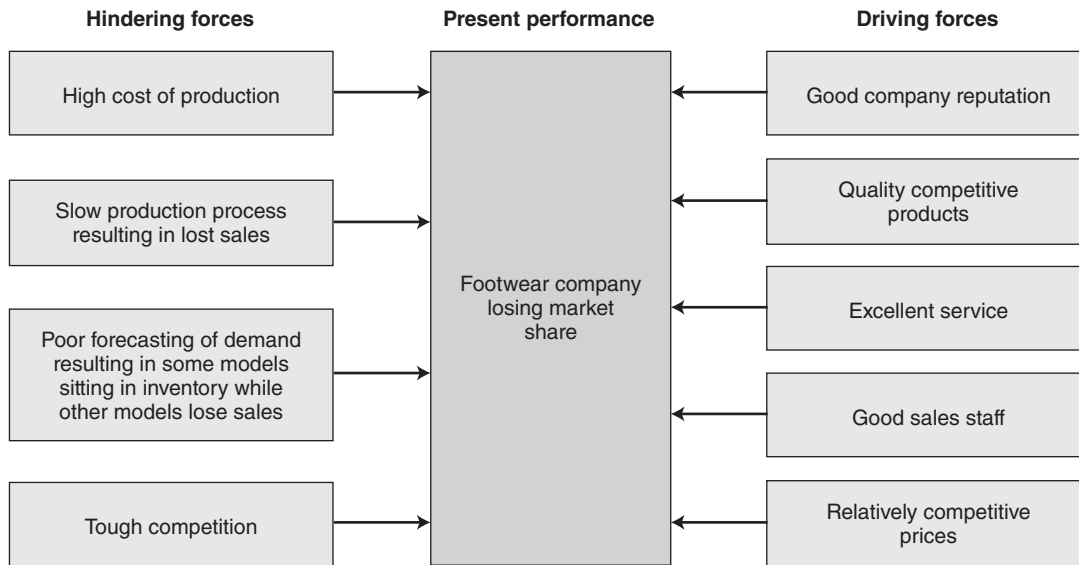 Hindering forces
Present performance
Driving forces
High cost of production
Slow production process
resulting in lost sales
Poor forecasting of demand
resulting in some models
sitting in inventory while
other models lose sales
Tough competition
Footwear company
losing market
share
Good company reputation
Quality competitive
products
Excellent service
Good sales staff
Relatively competitive
prices